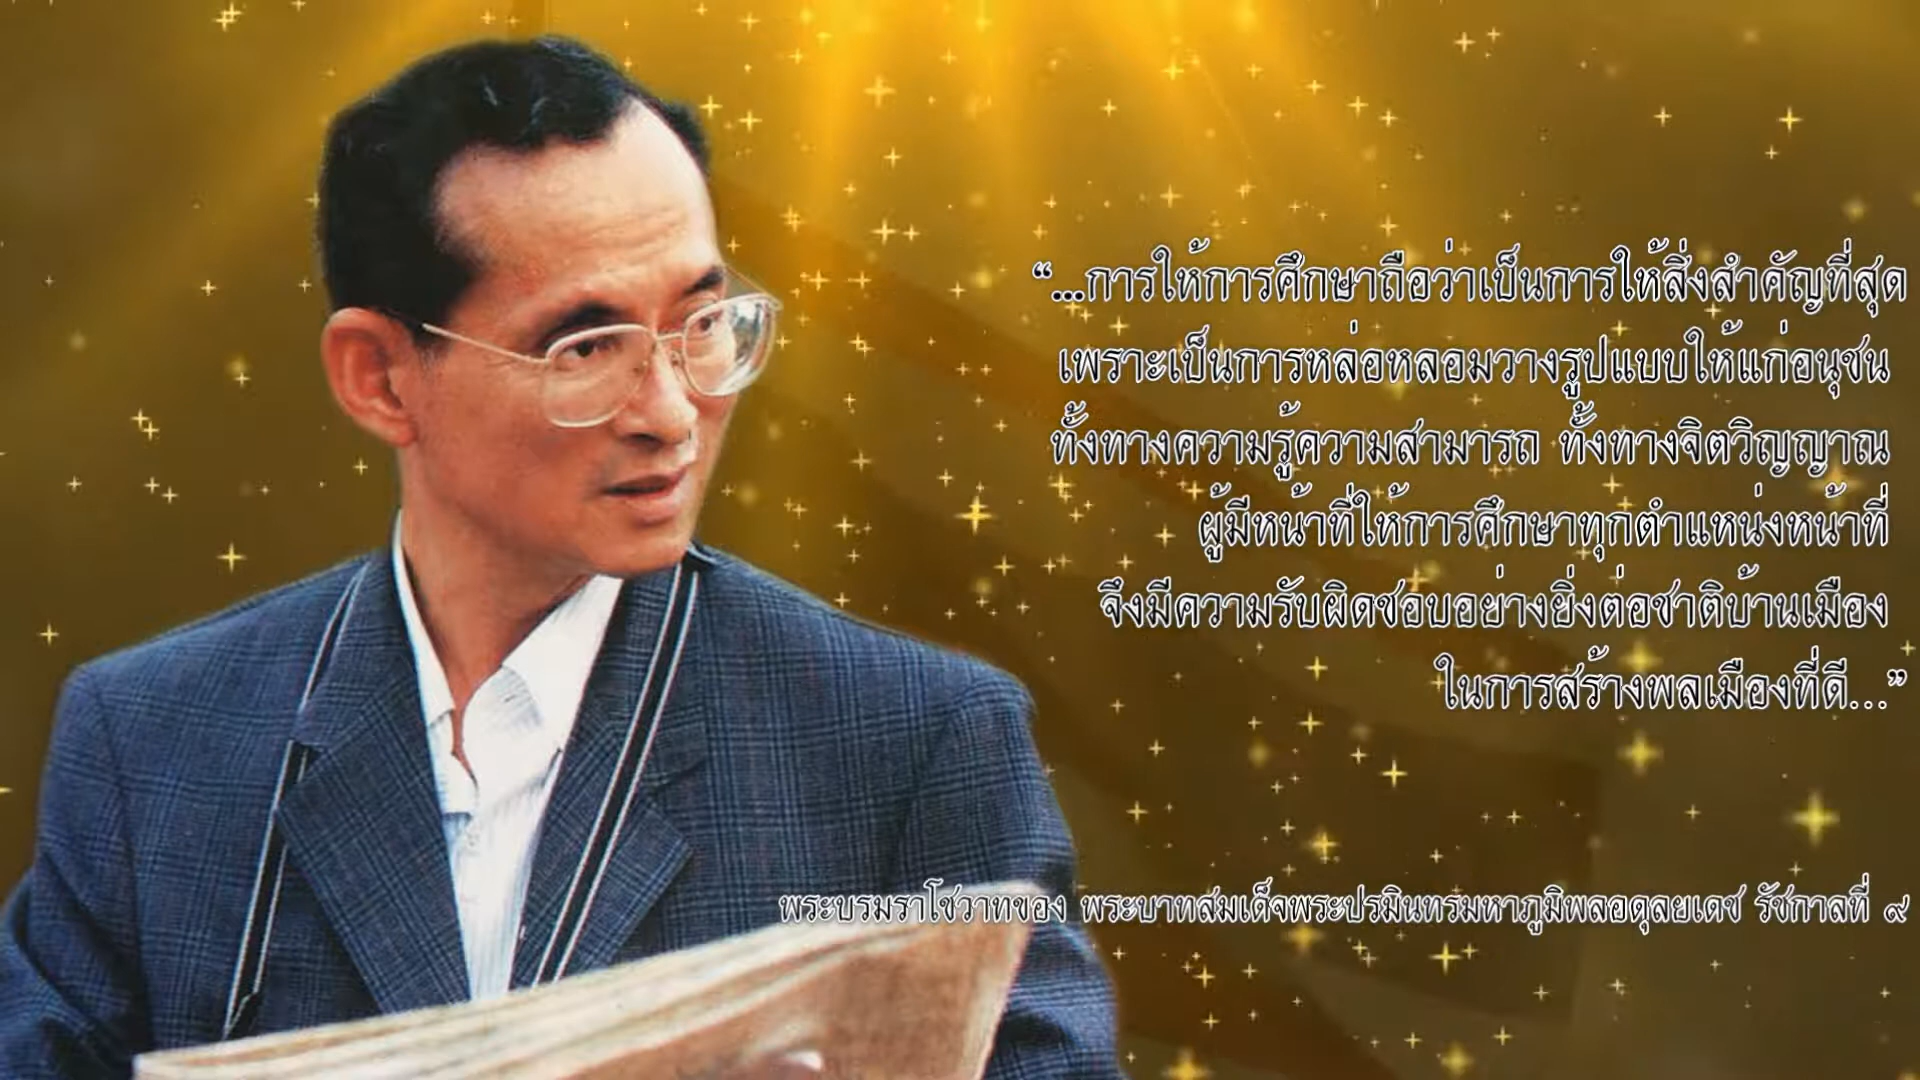 “...การให้การศึกษาถือว่าเป็นการให้สิ่งสำคัญที่สุด
เพราะเป็นการหล่อหลอมวางรูปแบบให้แก่อนุชน
ทั้งทางความรู้ความสามารถ ทั้งทางจิตวิญญาณ
ผู้มีหน้าที่ให้การศึกษาทุกตำแหน่งหน้าที่
จึงมีความรับผิดชอบอย่างยิ่งต่อชาติบ้านเมือง
ในการสร้างพลเมืองที่ดี...”
พระบรมราโชวาทของ พระบาทสมเด็จพระปรมินทรมหาภูมิพลอดุลยเดช รัชกาลที่ ๙